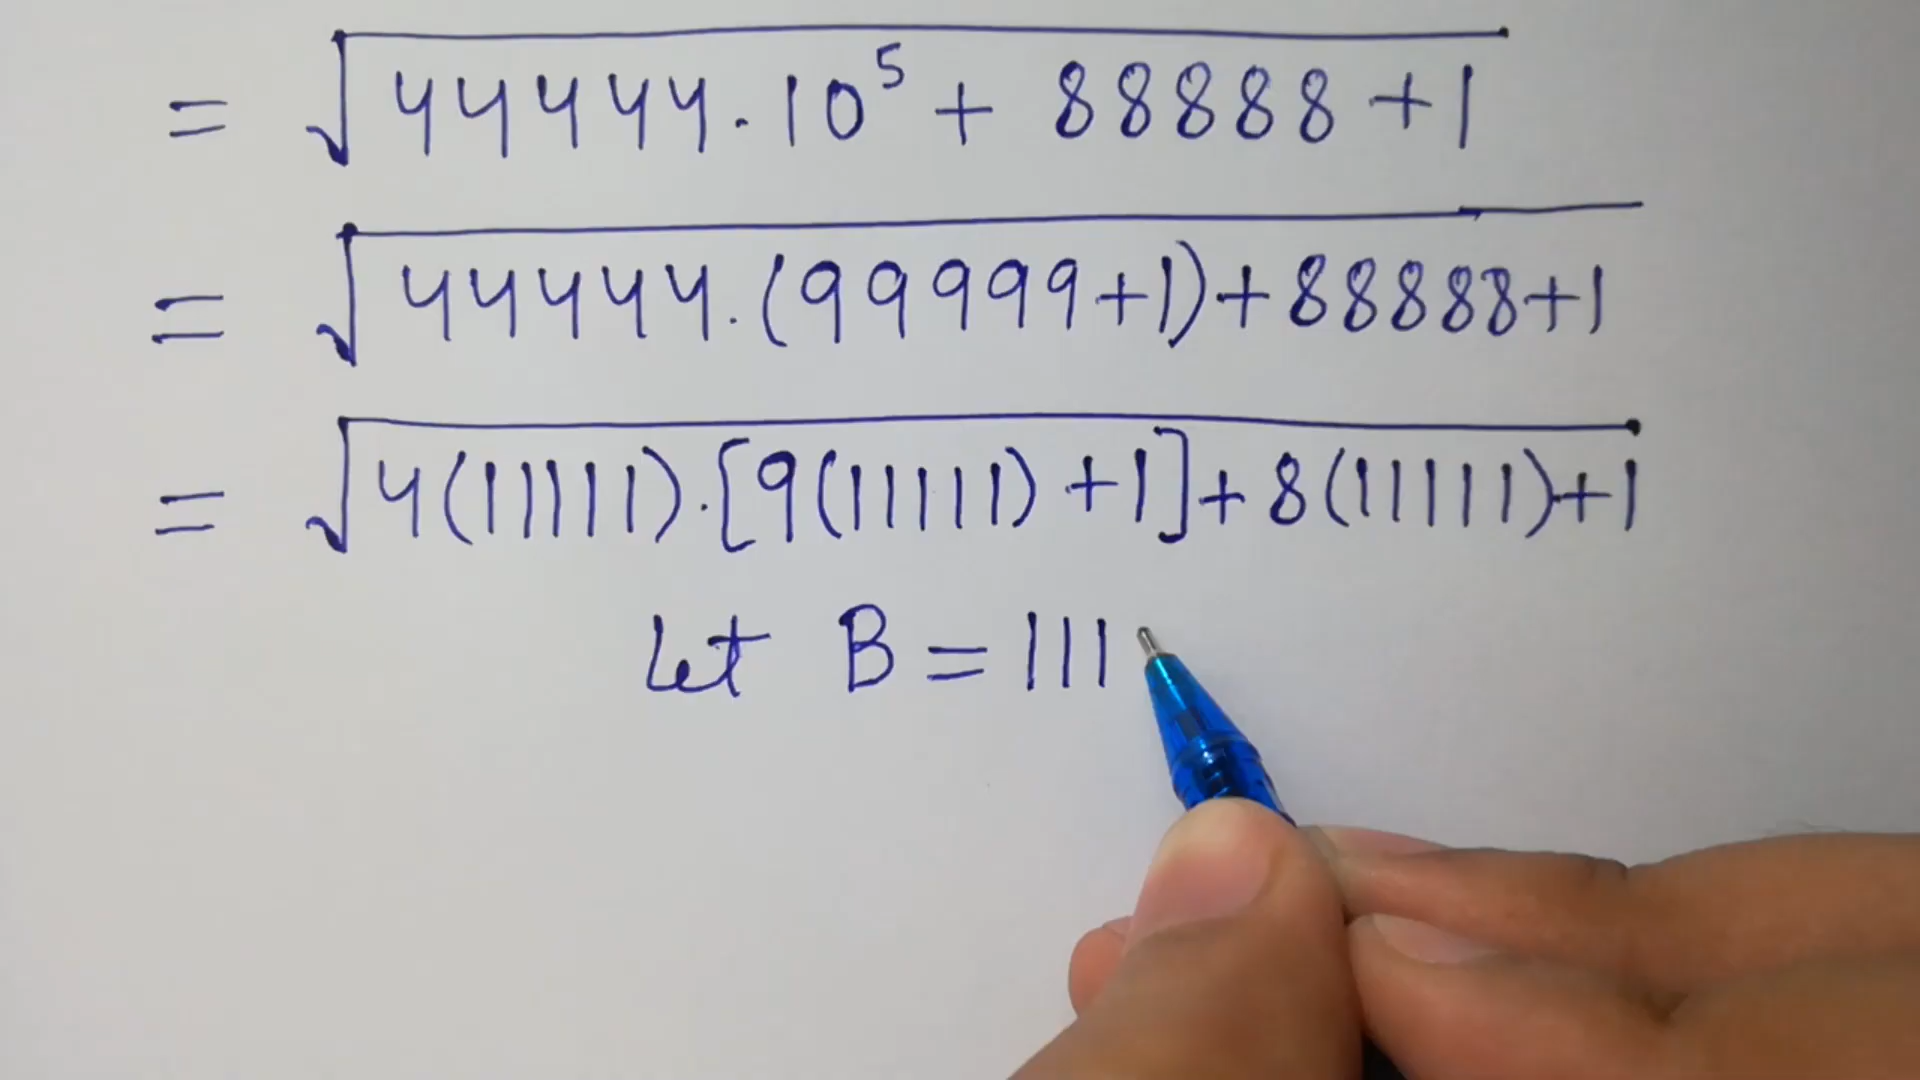 = √44444.10⁵ + 88888+1
= √44444.(99999+1)+88888+1
= √4(11111).[9(11111)+1]+8(11111)+1
Let B = 111